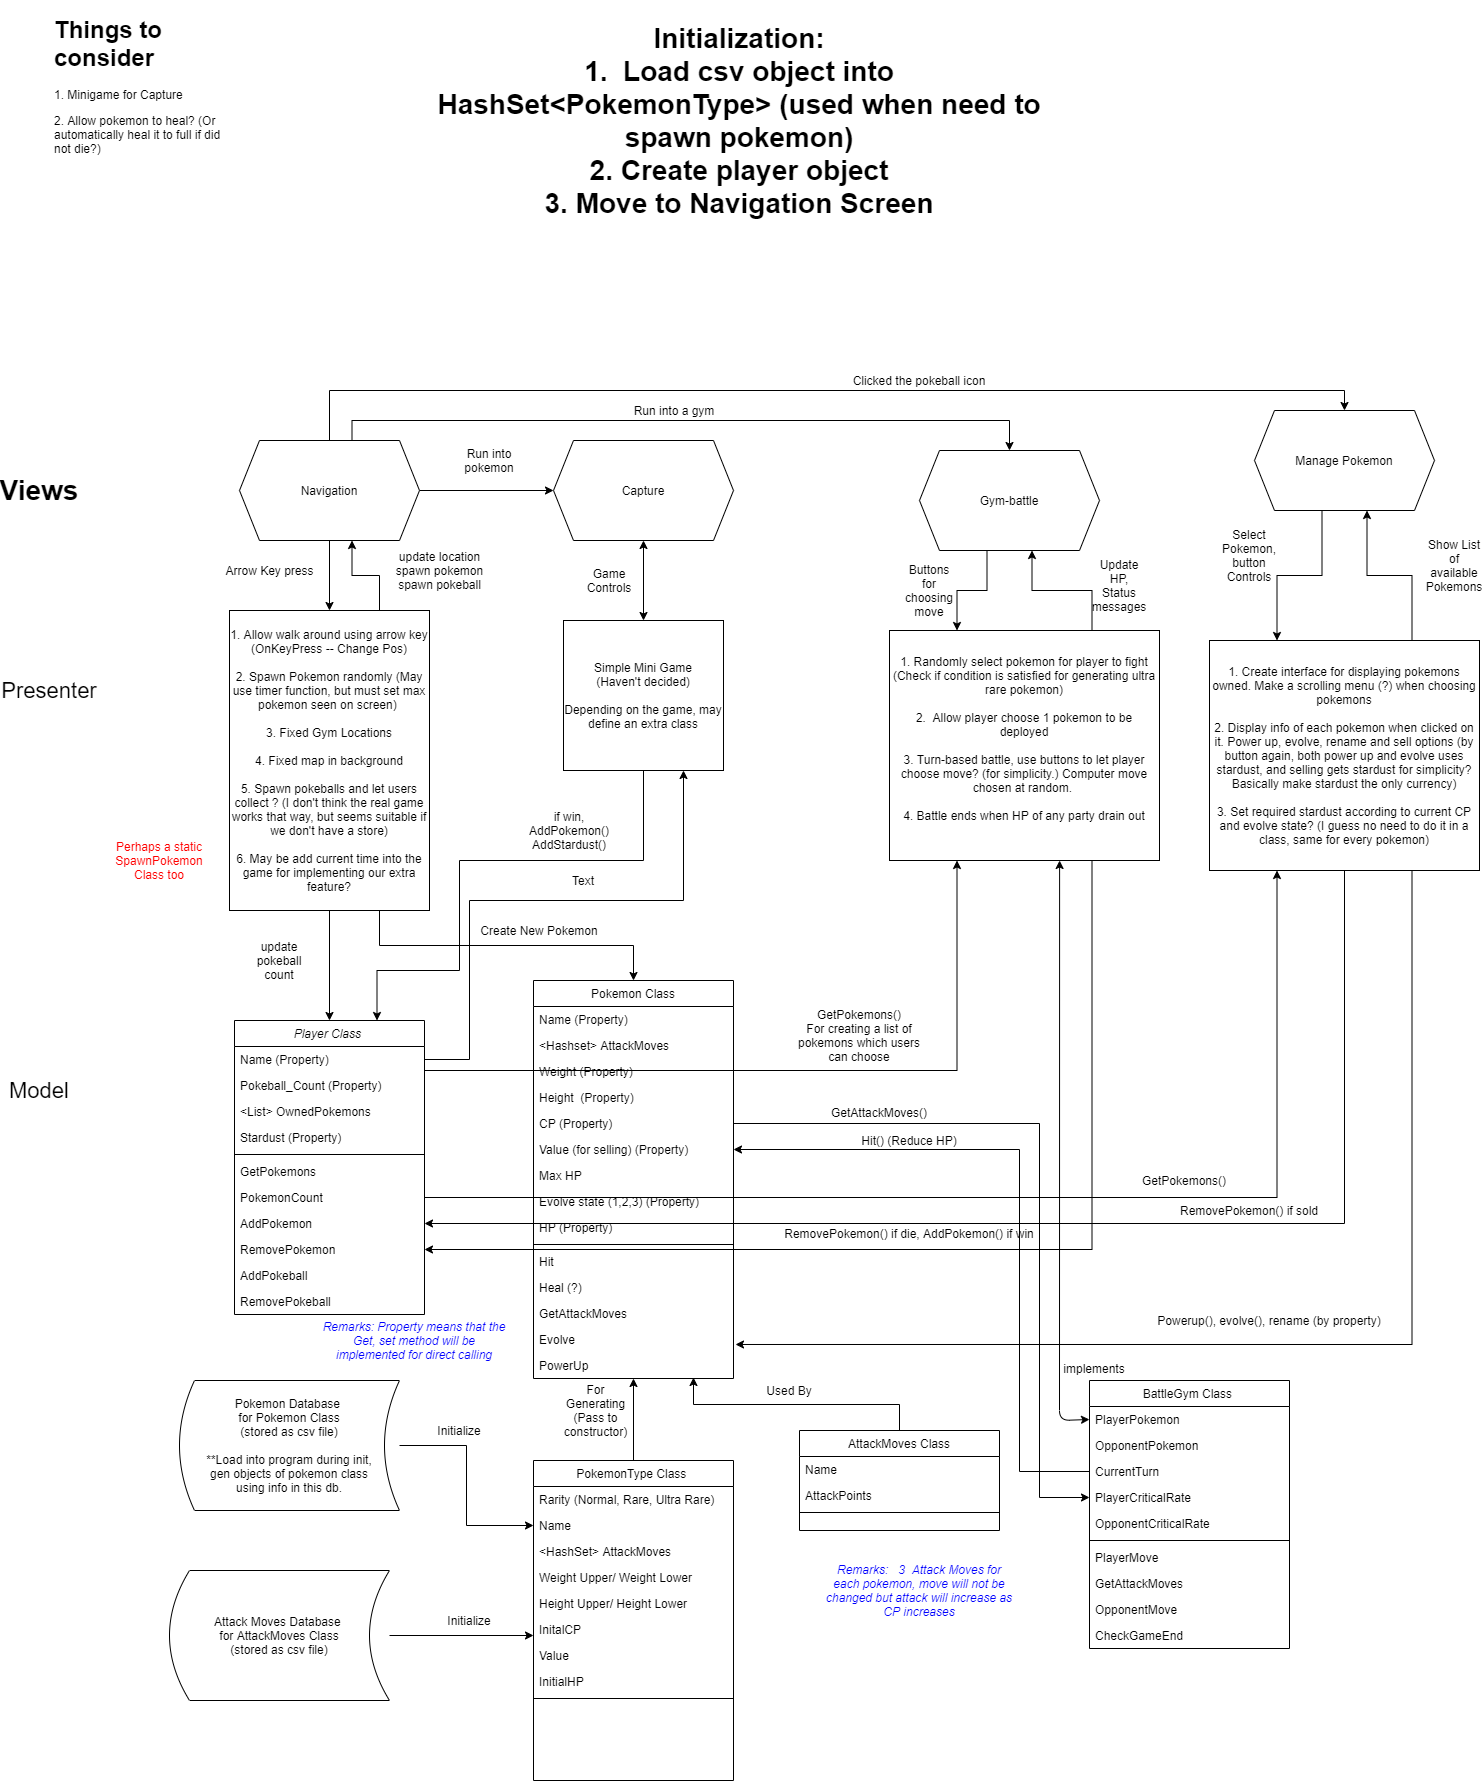 Things to
consider
1. Minigame for Capture
2. Allow pokemon to heal? (Or
automatically heal it to full if did
not die?)
Initialization:
1.  Load csv object into
HashSet<PokemonType> (used when need to
spawn pokemon)
2. Create player object
3. Move to Navigation Screen
Clicked the pokeball icon
Run into a gym
Run into
pokemon
Views
Navigation
Capture
Gym-battle
Manage Pokemon
Arrow Key press
update location
spawn pokemon
spawn pokeball
Game
Controls
Buttons
for
choosing
move
Update
HP,
Status
messages
Select
Pokemon,
button
Controls
Show List
of
available
Pokemons
Presenter
1. Allow walk around using arrow key
(OnKeyPress -- Change Pos)
2. Spawn Pokemon randomly (May
use timer function, but must set max
pokemon seen on screen)
3. Fixed Gym Locations
4. Fixed map in background
5. Spawn pokeballs and let users
collect ? (I don't think the real game
works that way, but seems suitable if
we don't have a store)
6. May be add current time into the
game for implementing our extra
feature?
Simple Mini Game
(Haven't decided)
Depending on the game, may
define an extra class
1. Randomly select pokemon for player to fight
(Check if condition is satisfied for generating ultra
rare pokemon)
2.  Allow player choose 1 pokemon to be
deployed
3. Turn-based battle, use buttons to let player
choose move? (for simplicity.) Computer move
chosen at random.
4. Battle ends when HP of any party drain out
1. Create interface for displaying pokemons
owned. Make a scrolling menu (?) when choosing
pokemons
2. Display info of each pokemon when clicked on
it. Power up, evolve, rename and sell options (by
button again, both power up and evolve uses
stardust, and selling gets stardust for simplicity?
Basically make stardust the only currency)
3. Set required stardust according to current CP
and evolve state? (I guess no need to do it in a
class, same for every pokemon)
Perhaps a static
SpawnPokemon
Class too
if win,
AddPokemon()
AddStardust()
Text
Create New Pokemon
update
pokeball
count
Model
Player Class
Name (Property)
Pokeball_Count (Property)
<List> OwnedPokemons
Stardust (Property)
GetPokemons
PokemonCount
AddPokemon
RemovePokemon
AddPokeball
RemovePokeball
Remarks: Property means that the
Get, set method will be
implemented for direct calling
Pokemon Class
Name (Property)
<Hashset> AttackMoves
Weight (Property)
Height  (Property)
CP (Property)
Value (for selling) (Property)
Max HP
Evolve state (1,2,3) (Property)
HP (Property)
Hit
Heal (?)
GetAttackMoves
Evolve
PowerUp
GetPokemons()
For creating a list of
pokemons which users
can choose
GetAttackMoves()
Hit() (Reduce HP)
GetPokemons()
RemovePokemon() if sold
RemovePokemon() if die, AddPokemon() if win
Powerup(), evolve(), rename (by property)
implements
Pokemon Database
for Pokemon Class
(stored as csv file)
**Load into program during init,
gen objects of pokemon class
using info in this db.
Initialize
For
Generating
(Pass to
constructor)
Used By
Attack Moves Database
for AttackMoves Class
(stored as csv file)
Initialize
PokemonType Class
Rarity (Normal, Rare, Ultra Rare)
Name
<HashSet> AttackMoves
Weight Upper/ Weight Lower
Height Upper/ Height Lower
InitalCP
Value
InitialHP
AttackMoves Class
Name
AttackPoints
Remarks:   3  Attack Moves for
each pokemon, move will not be
changed but attack will increase as
CP increases
BattleGym Class
PlayerPokemon
OpponentPokemon
CurrentTurn
PlayerCriticalRate
OpponentCriticalRate
PlayerMove
GetAttackMoves
OpponentMove
CheckGameEnd